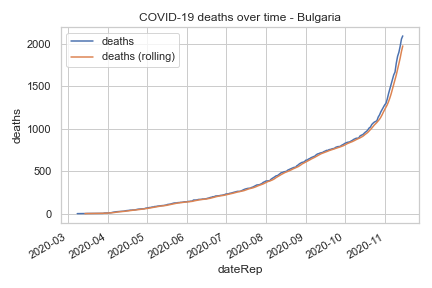 COVID-19 deaths over time - Bulgaria
deaths
deaths (rolling)
deaths
2000
1500
1000
500
0
2020-03
2020-04
2020-05
2020-06
2020-07
2020-08
2020-09
2020-10
2020-11
dateRep